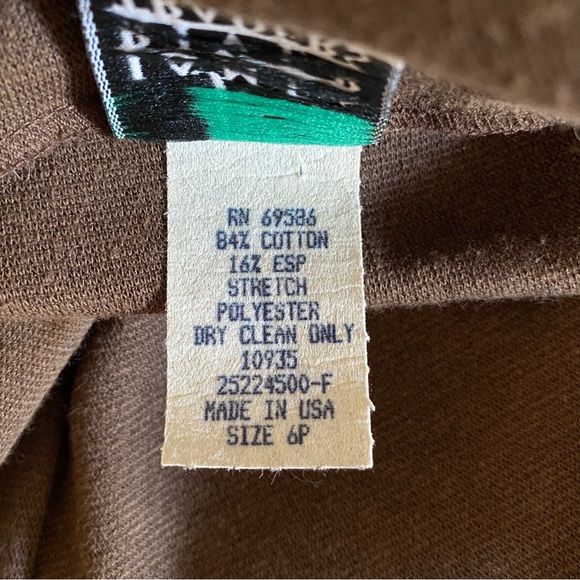 RN 69586
84% COTTON
16% ESP
STRETCH
POLYESTER
DRY CLEAN ONLY
10935
25224500-F
MADE IN USA
SIZE 6P